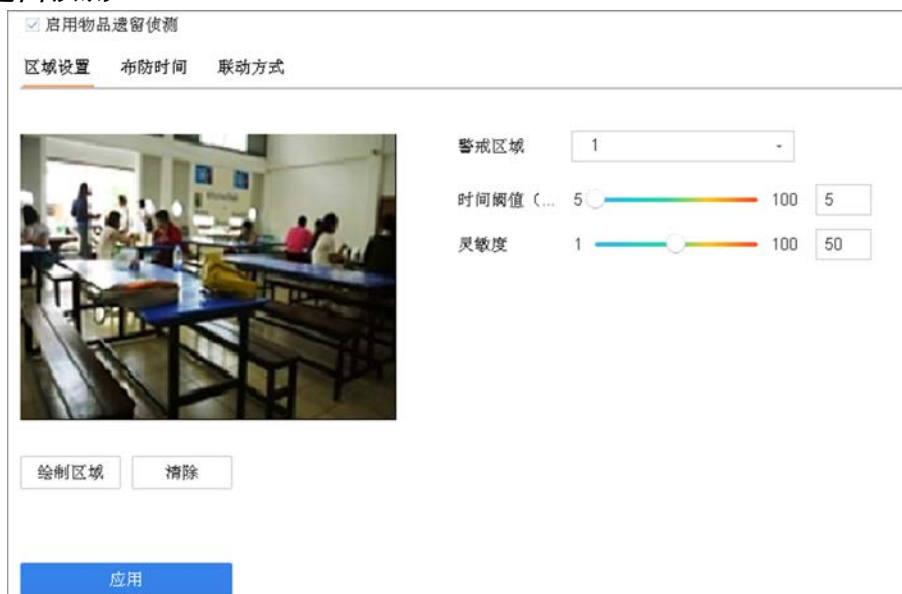 启用物品遗留侦测
区域设置 布防时间 联动方式
警戒区域 1
时间阈值（... 5 100 5
灵敏度 1 100 50
绘制区域 清除
应用